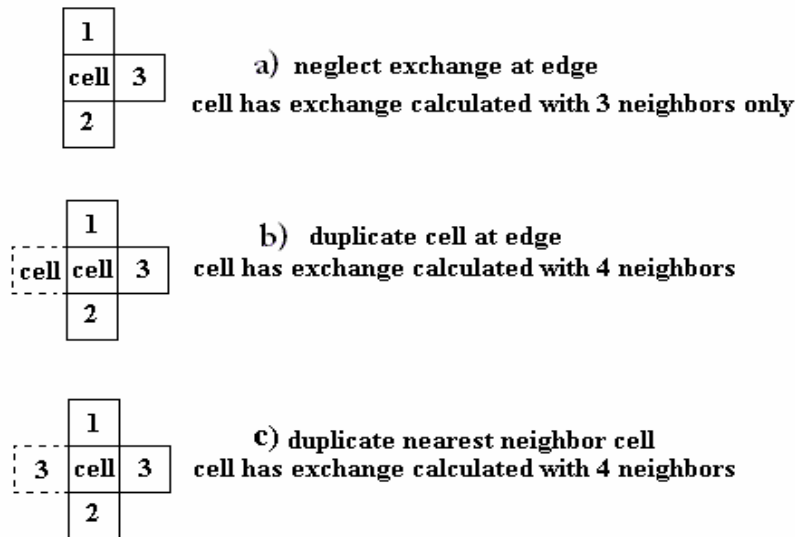 1
cell 3
2
a) neglect exchange at edge
cell has exchange calculated with 3 neighbors only
1
cell cell 3
2
b) duplicate cell at edge
cell has exchange calculated with 4 neighbors
1
3 cell 3
2
c) duplicate nearest neighbor cell
cell has exchange calculated with 4 neighbors